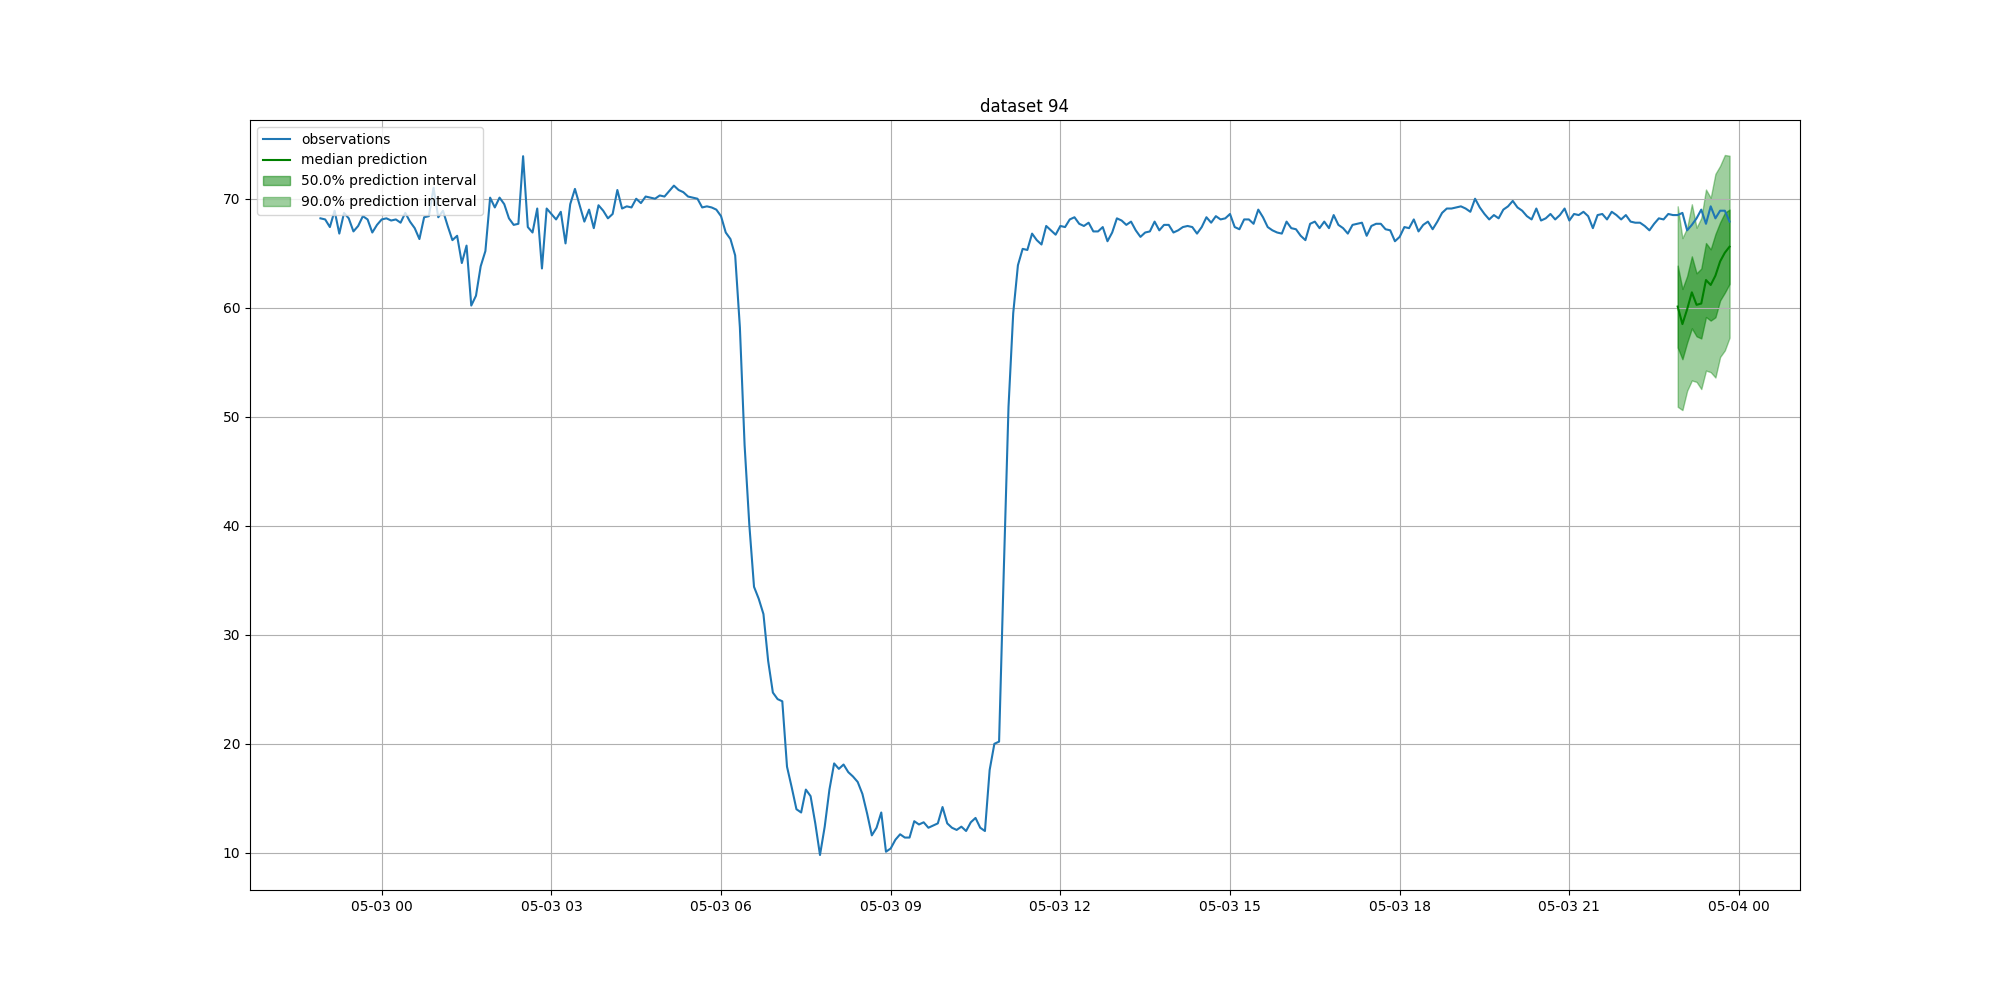 dataset 94
observations
median prediction
50.0% prediction interval
90.0% prediction interval
70
60
50
40
30
20
10
05-03 00 05-03 03 05-03 06 05-03 09 05-03 12 05-03 15 05-03 18 05-03 21 05-04 00